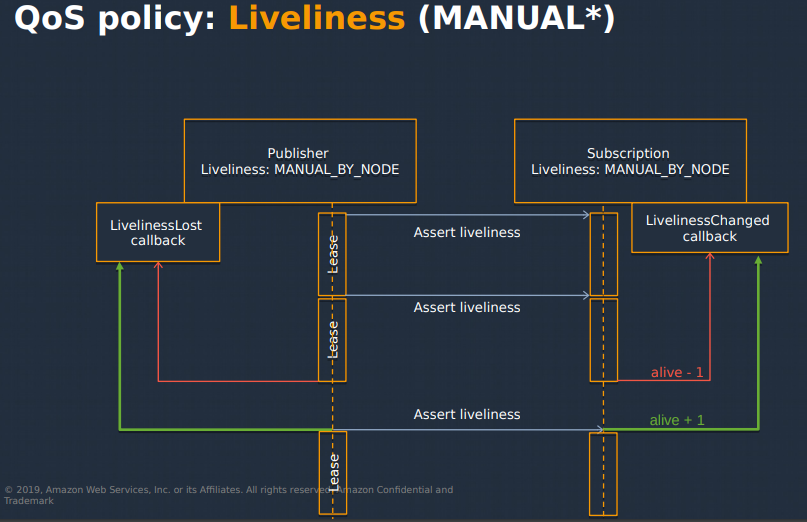 QoS policy: Liveliness (MANUAL*)
Publisher
Liveliness: MANUAL_BY_NODE
Subscription
Liveliness: MANUAL_BY_NODE
LivelinessLost
callback
LivelinessChanged
callback
Lease
Assert liveliness
Assert liveliness
Lease
alive - 1
Assert liveliness
alive + 1
Lease
© 2019, Amazon Web Services, Inc. or its Affiliates. All rights reserved. Amazon Confidential and
Trademark